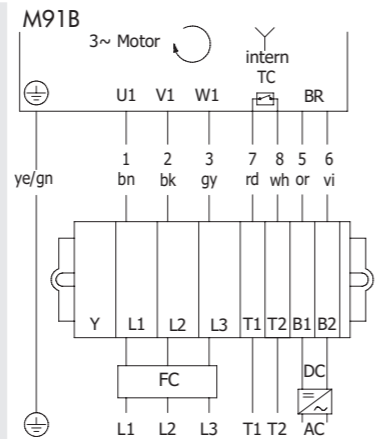 M91B
3~ Motor
intern
TC
U1 V1 W1 BR
1 2 3 7 8 5 6
ye/gn bn bk gy rd wh or vi
Y L1 L2 L3 T1 T2 B1 B2
FC DC
= ~
L1 L2 L3 T1 T2 AC